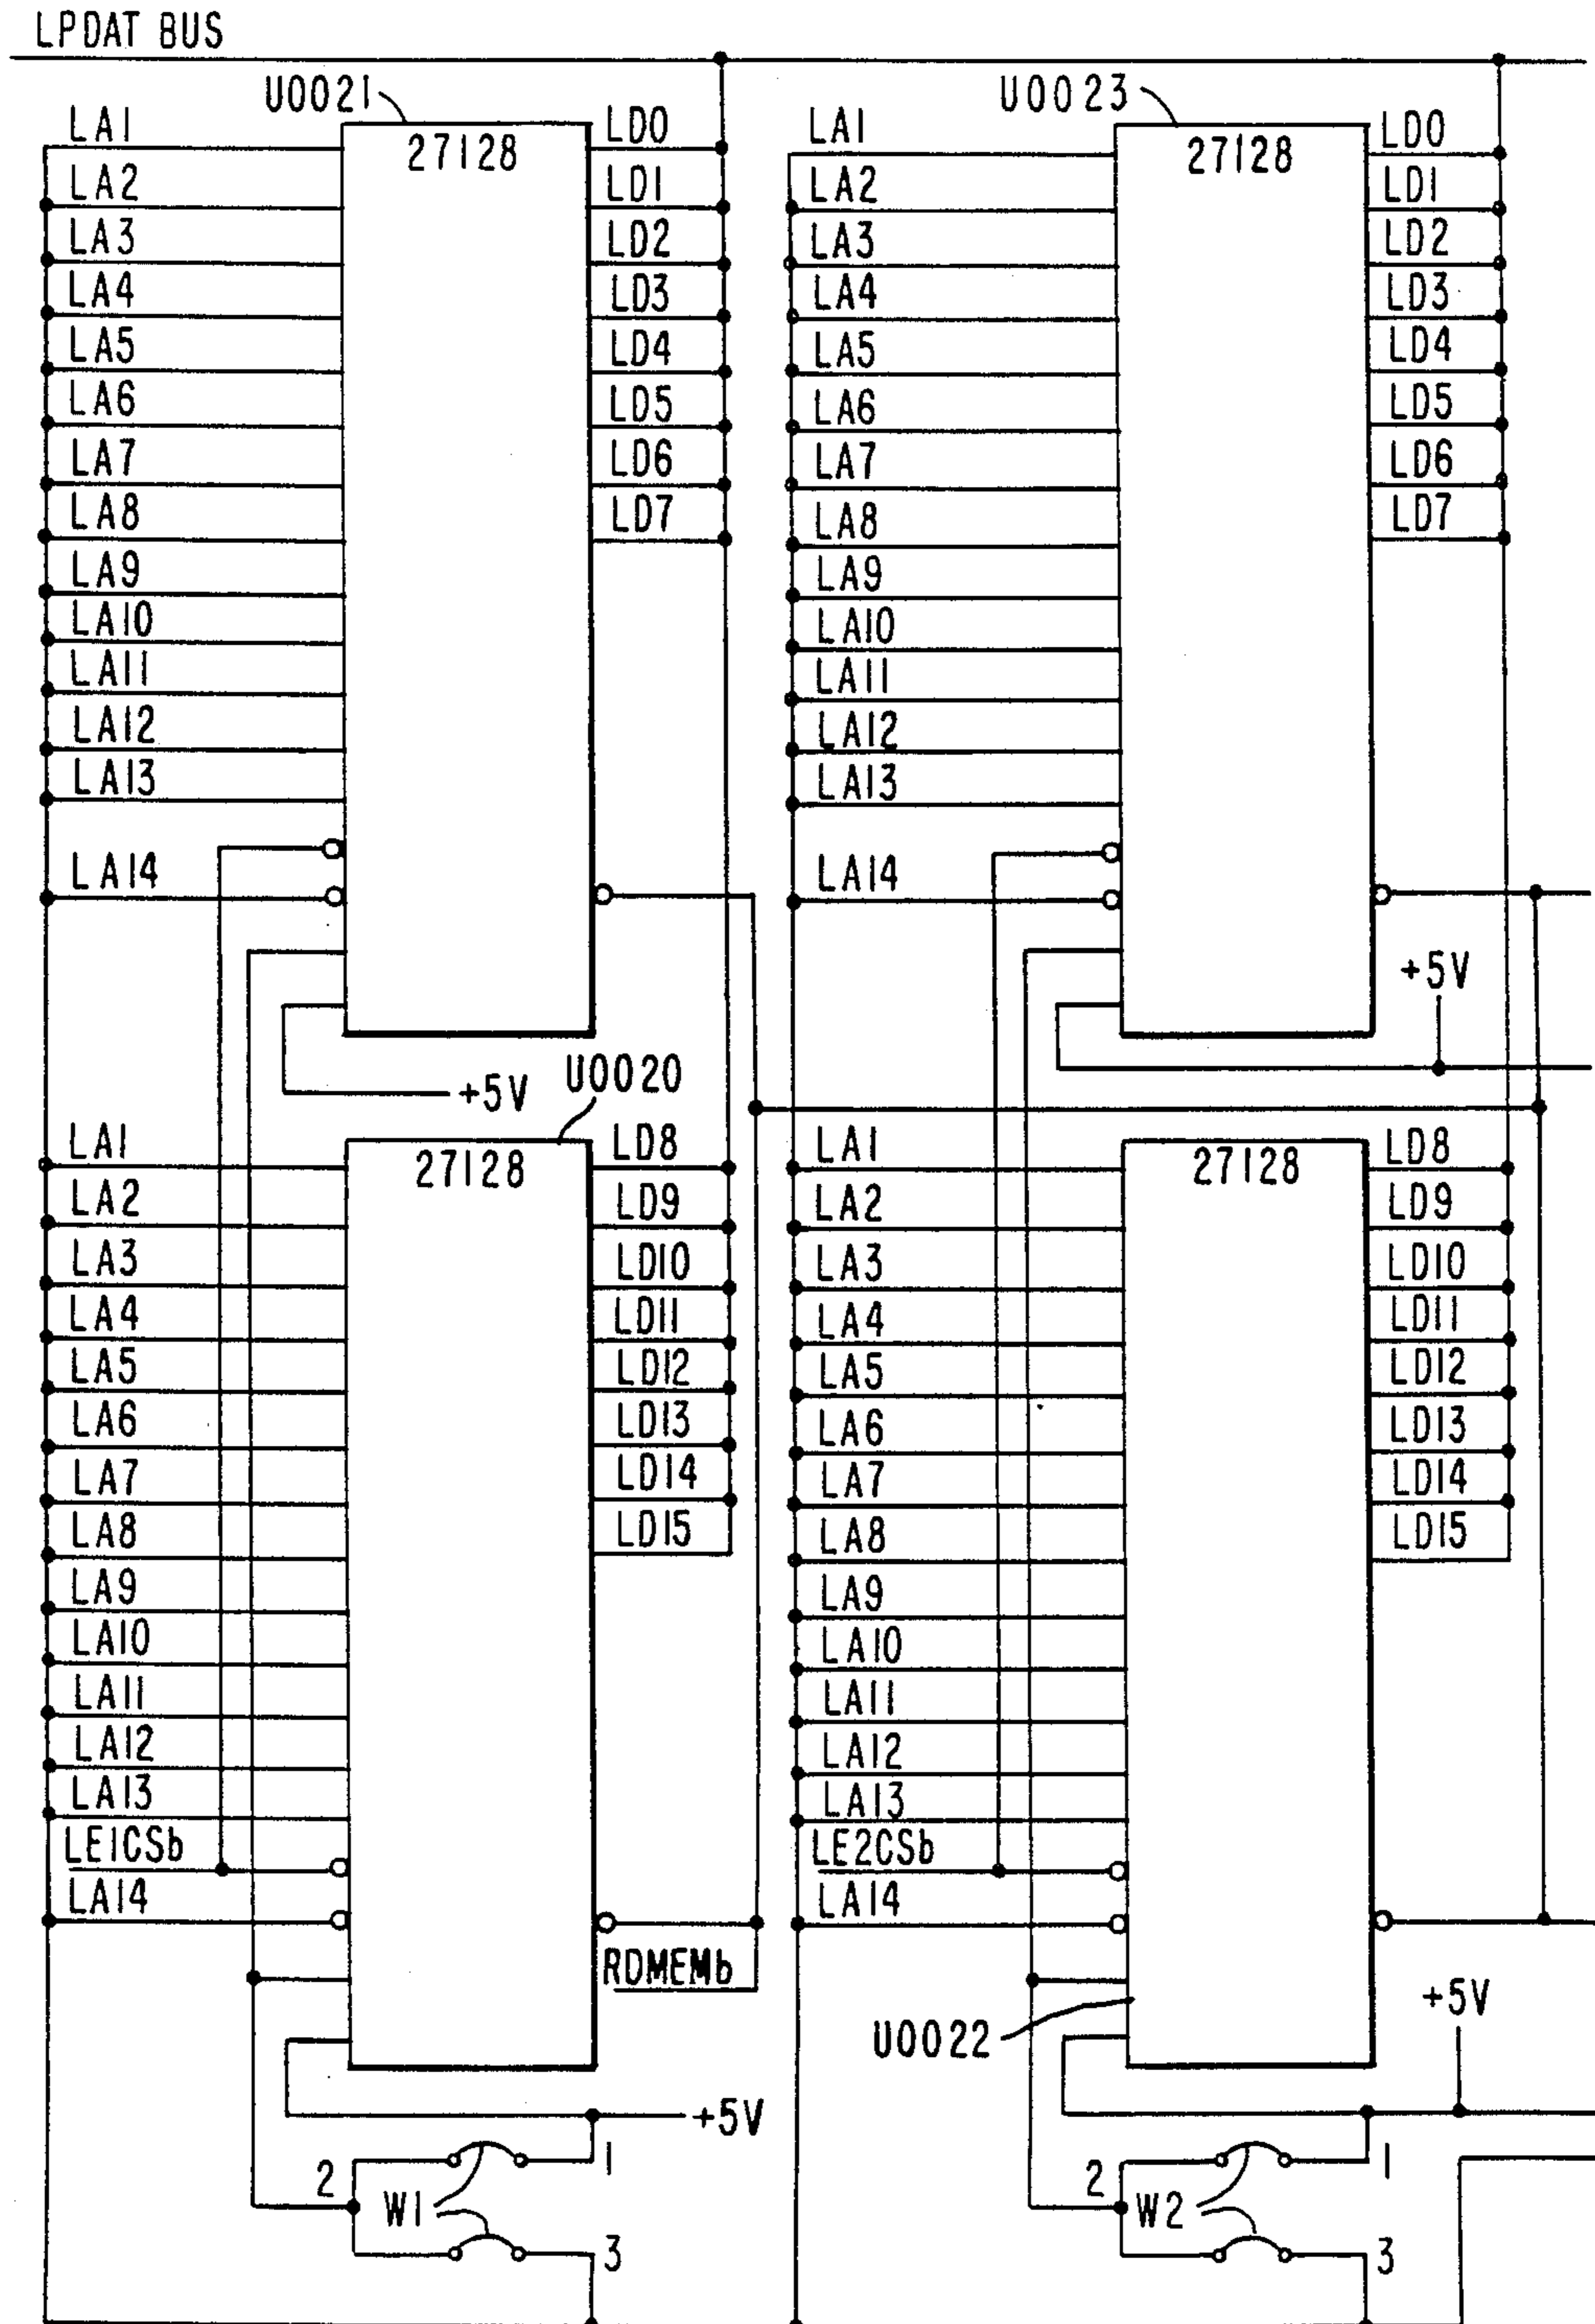 LPDAT BUS
U0021
27128
LA1
LA2
LA3
LA4
LA5
LA6
LA7
LA8
LA9
LA10
LA11
LA12
LA13
LA14
LD0
LD1
LD2
LD3
LD4
LD5
LD6
LD7
+5V
U0023
27128
LA1
LA2
LA3
LA4
LA5
LA6
LA7
LA8
LA9
LA10
LA11
LA12
LA13
LA14
LD0
LD1
LD2
LD3
LD4
LD5
LD6
LD7
+5V
U0020
27128
LA1
LA2
LA3
LA4
LA5
LA6
LA7
LA8
LA9
LA10
LA11
LA12
LA13
LE1CSb
LA14
LD8
LD9
LD10
LD11
LD12
LD13
LD14
LD15
RDMEMb
+5V
2
W1
1
3
27128
LA1
LA2
LA3
LA4
LA5
LA6
LA7
LA8
LA9
LA10
LA11
LA12
LA13
LE2CSb
LA14
LD8
LD9
LD10
LD11
LD12
LD13
LD14
LD15
U0022
+5V
2
W2
1
3